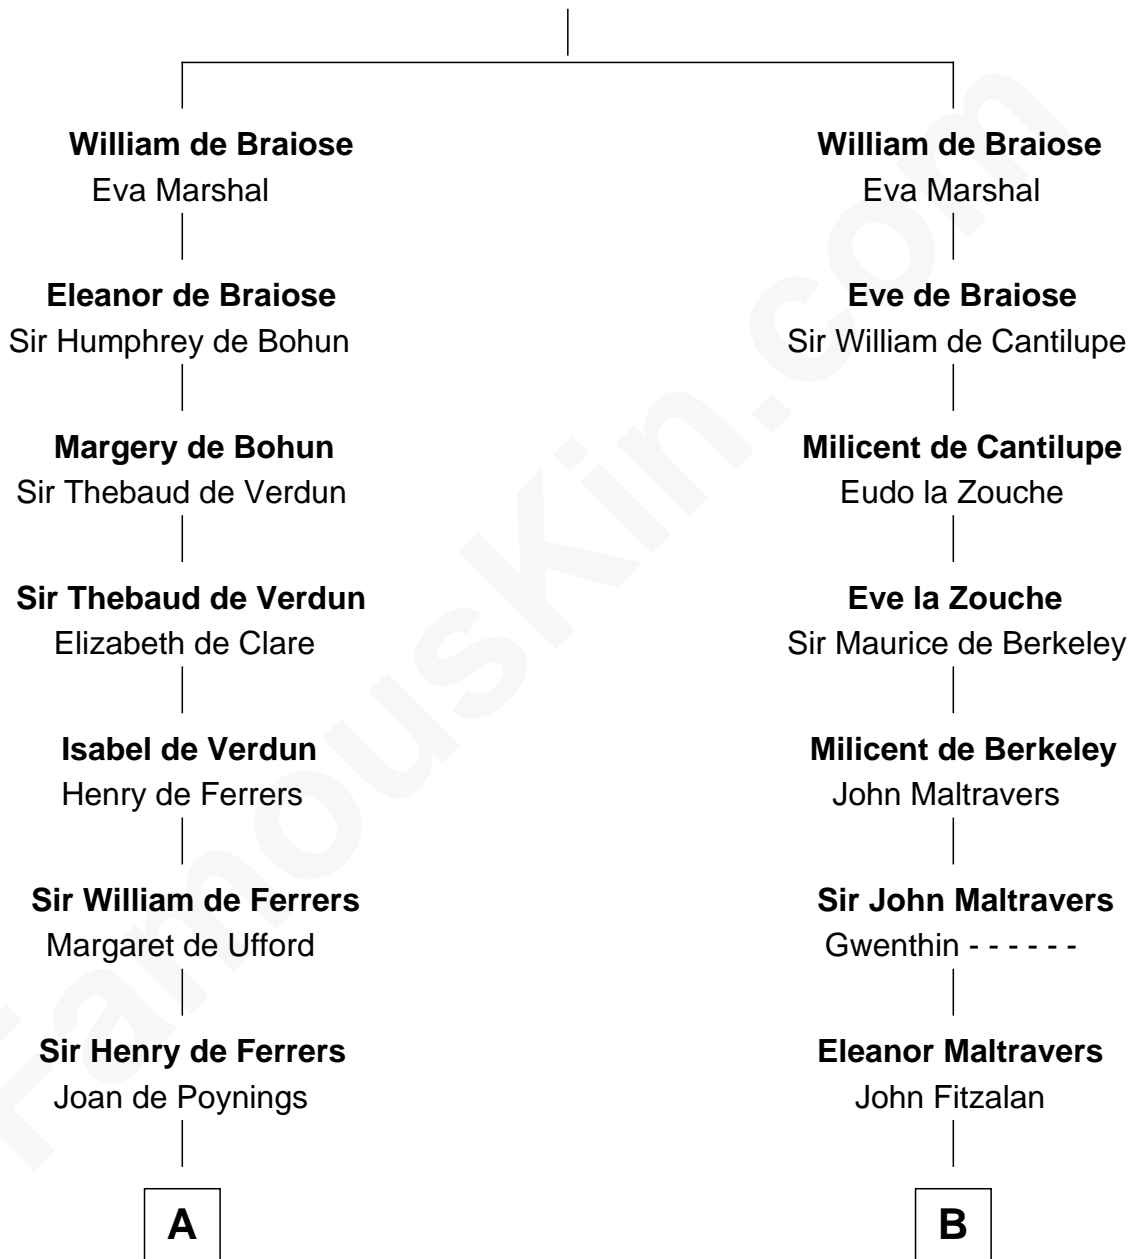 William de Braiose
Eva Marshal
Eleanor de Braiose
Sir Humphrey de Bohun
Margery de Bohun
Sir Thebaud de Verdun
Sir Thebaud de Verdun
Elizabeth de Clare
Isabel de Verdun
Henry de Ferrers
Sir William de Ferrers
Margaret de Ufford
Sir Henry de Ferrers
Joan de Poynings
A
William de Braiose
Eva Marshal
Eve de Braiose
Sir William de Cantilupe
Milicent de Cantilupe
Eudo la Zouche
Eve la Zouche
Sir Maurice de Berkeley
Milicent de Berkeley
John Maltravers
Sir John Maltravers
Gwenthin - - - - - -
Eleanor Maltravers
John Fitzalan
B
FamousKin.com